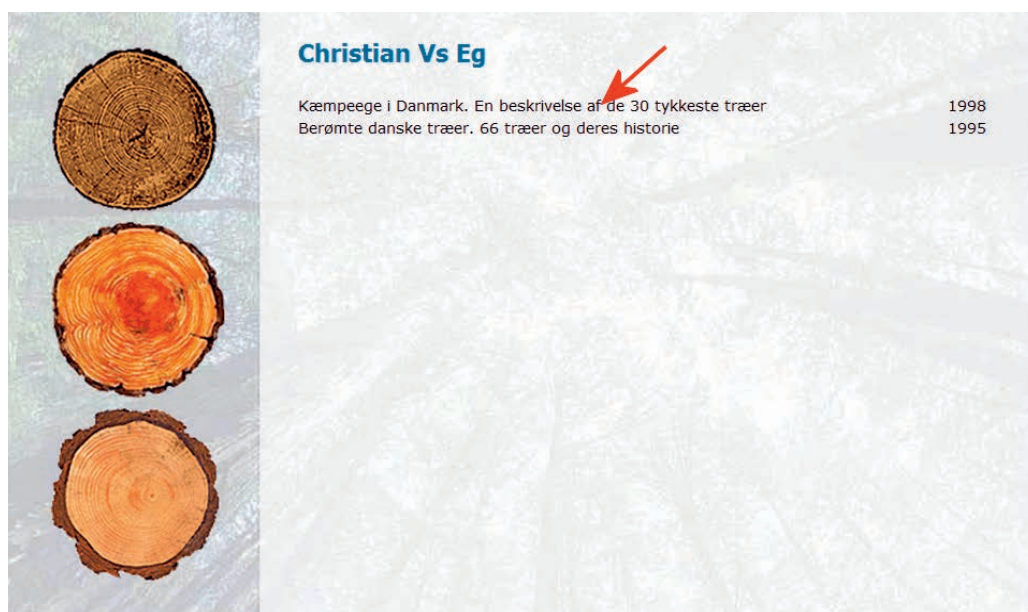 Christian Vs Eg
Kæmpeege i Danmark. En beskrivelse af de 30 tykkeste træer 1998
Berømte danske træer. 66 træer og deres historie 1995